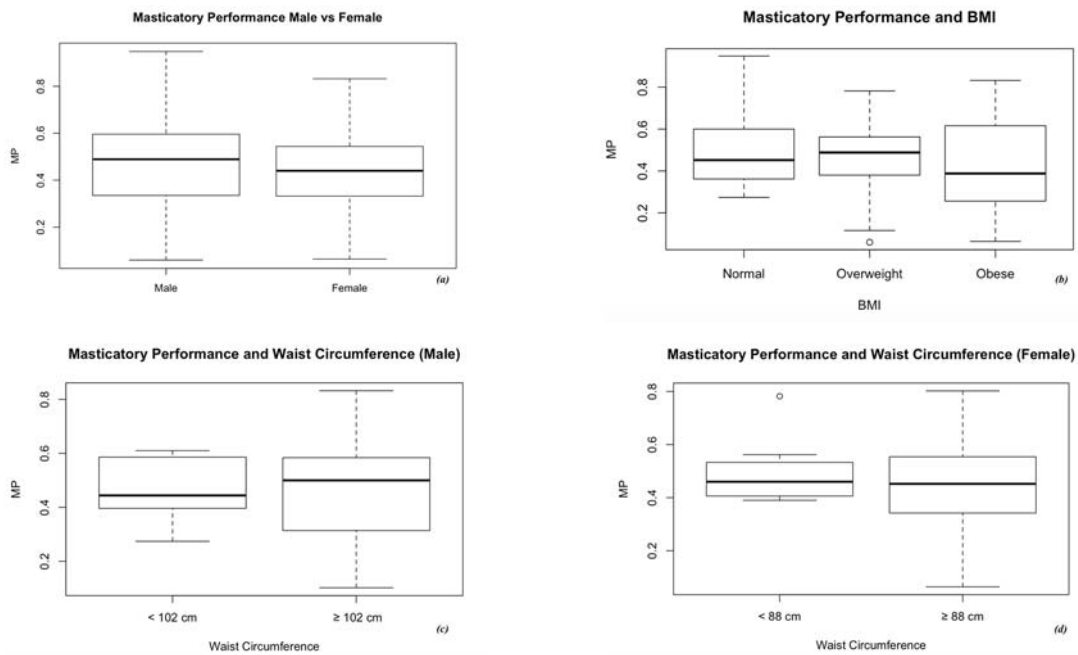 Masticatory Performance Male vs Female
MP
0.8
0.6
0.4
0.2
Male Female
(a)
Masticatory Performance and BMI
MP
0.8
0.6
0.4
0.2
Normal Overweight Obese
(b)
BMI
Masticatory Performance and Waist Circumference (Male)
MP
0.8
0.6
0.4
0.2
< 102 cm ≥ 102 cm
(c)
Waist Circumference
Masticatory Performance and Waist Circumference (Female)
MP
0.8
0.6
0.4
0.2
< 88 cm ≥ 88 cm
(d)
Waist Circumference